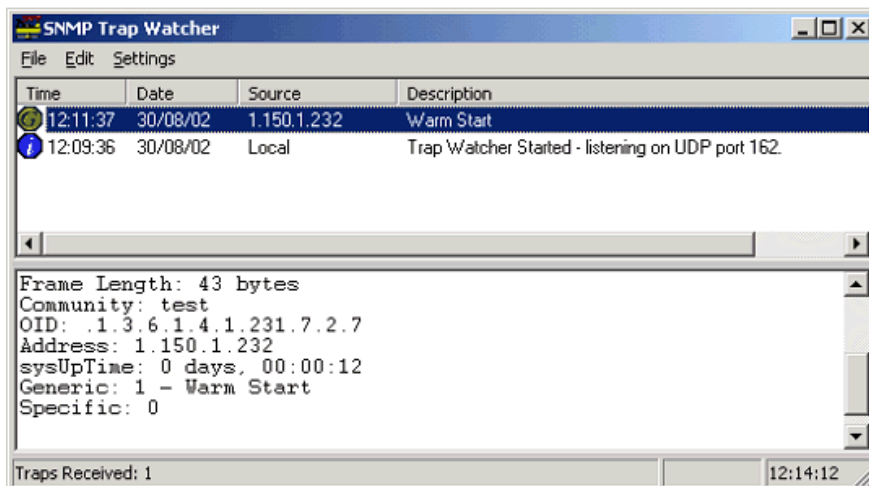 SNMP Trap Watcher
File Edit Settings
Time Date Source Description
12:11:37 30/08/02 1.150.1.232 Warm Start
12:09:36 30/08/02 Local Trap Watcher Started - listening on UDP port 162.
Frame Length: 43 bytes
Community: test
OID: .1.3.6.1.4.1.231.7.2.7
Address: 1.150.1.232
sysUpTime: 0 days, 00:00:12
Generic: 1 - Warm Start
Specific: 0
Traps Received: 1 12:14:12